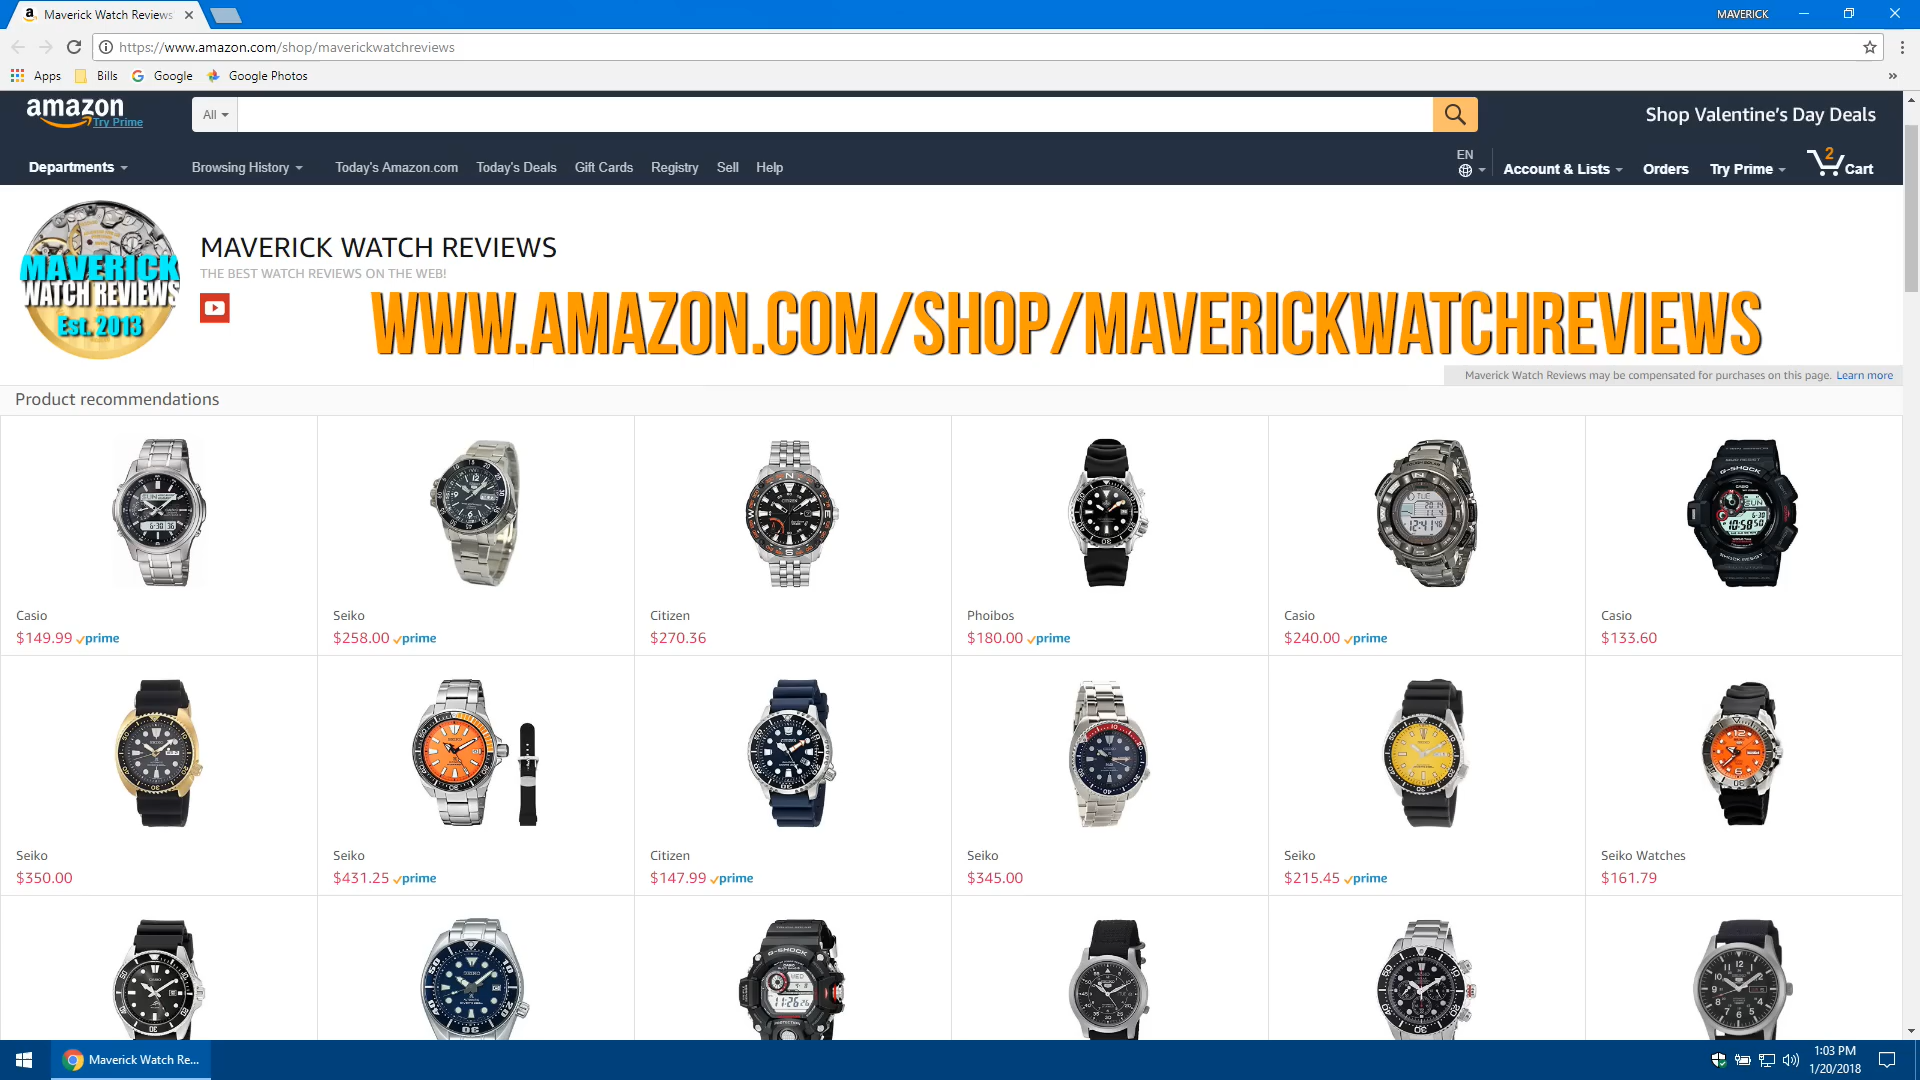 Maverick Watch Reviews
MAVERICK
https://www.amazon.com/shop/maverickwatchreviews
Apps Bills Google Google Photos
amazon
Try Prime
All
Shop Valentine's Day Deals
Departments Browsing History Today's Amazon.com Today's Deals Gift Cards Registry Sell Help
EN
Account & Lists Orders Try Prime 2 Cart
MAVERICK
WATCH REVIEWS
Est. 2013
MAVERICK WATCH REVIEWS
THE BEST WATCH REVIEWS ON THE WEB!
WWW.AMAZON.COM/SHOP/MAVERICKWATCHREVIEWS
Maverick Watch Reviews may be compensated for purchases on this page. Learn more
Product recommendations
Casio Seiko Citizen Phoibos Casio Casio
$149.99 prime $258.00 prime $270.36 $180.00 prime $240.00 prime $133.60
Seiko Seiko Citizen Seiko Seiko Seiko Watches
$350.00 $431.25 prime $147.99 prime $345.00 $215.45 prime $161.79
Maverick Watch Re...
1:03 PM
1/20/2018